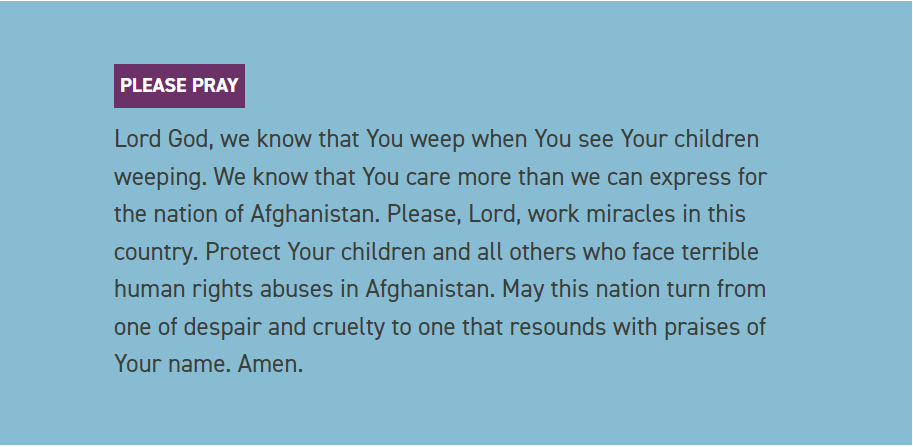 PLEASE PRAY
Lord God, we know that You weep when You see Your children
weeping. We know that You care more than we can express for
the nation of Afghanistan. Please, Lord, work miracles in this
country. Protect Your children and all others who face terrible
human rights abuses in Afghanistan. May this nation turn from
one of despair and cruelty to one that resounds with praises of
Your name. Amen.